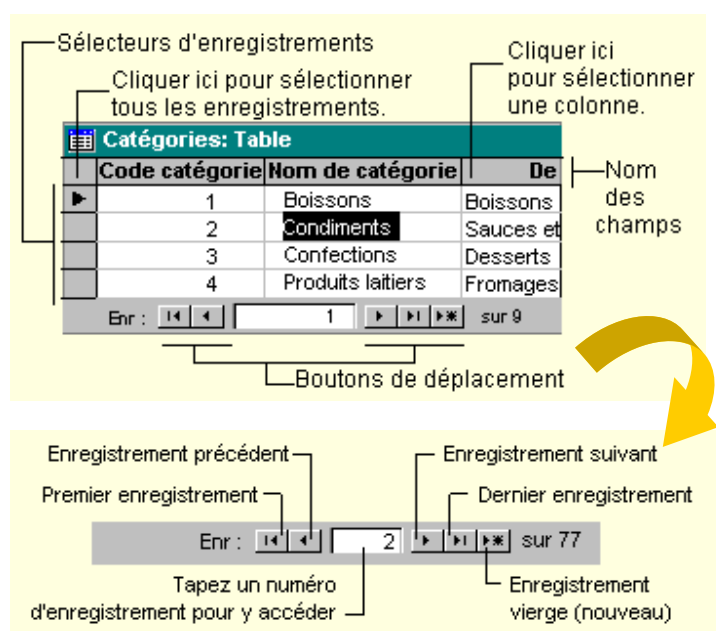 Sélecteurs d'enregistrements
Cliquer ici pour sélectionner
tous les enregistrements.
Cliquer ici
pour sélectionner
une colonne.
Catégories: Table
Code catégorie Nom de catégorie De
1 Boissons Boissons
2 Condiments Sauces et
3 Confections Desserts
4 Produits laitiers Fromages
Nom
des
champs
Enr : 1 sur 9
Boutons de déplacement
Enregistrement précédent
Enregistrement suivant
Premier enregistrement
Dernier enregistrement
Enr : 2 sur 77
Tapez un numéro
d'enregistrement pour y accéder
Enregistrement
vierge (nouveau)